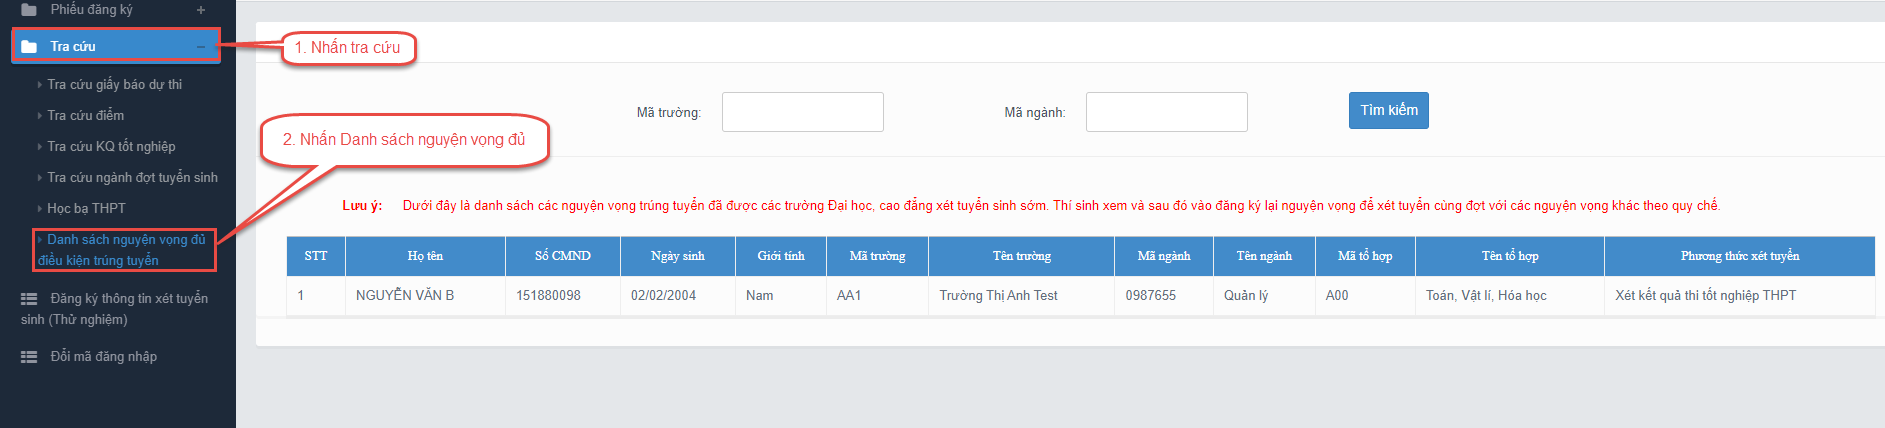 Phiếu đăng ký
Tra cứu
Tra cứu giấy báo dự thi
Tra cứu điểm
Tra cứu KQ tốt nghiệp
Tra cứu ngành đợt tuyển sinh
Học bạ THPT
Danh sách nguyện vọng đủ
điều kiện trúng tuyển
Đăng ký thông tin xét tuyển
sinh (Thử nghiệm)
Đổi mã đăng nhập
1. Nhấn tra cứu
2. Nhấn Danh sách nguyện vọng đủ
Mã trường: Mã ngành: Tìm kiếm
Lưu ý: Dưới đây là danh sách các nguyện vọng trúng tuyển đã được các trường Đại học, cao đẳng xét tuyển sinh sớm. Thí sinh xem và sau đó vào đăng ký lại nguyện vọng để xét tuyển cùng đợt với các nguyện vọng khác theo quy chế.
STT Họ tên Số CMND Ngày sinh Giới tính Mã trường Tên trường Mã ngành Tên ngành Mã tổ hợp Tên tổ hợp Phương thức xét tuyển
1 NGUYỄN VĂN B 151880098 02/02/2004 Nam AA1 Trường Thị Anh Test 0987655 Quản lý A00 Toán, Vật lí, Hóa học Xét kết quả thi tốt nghiệp THPT